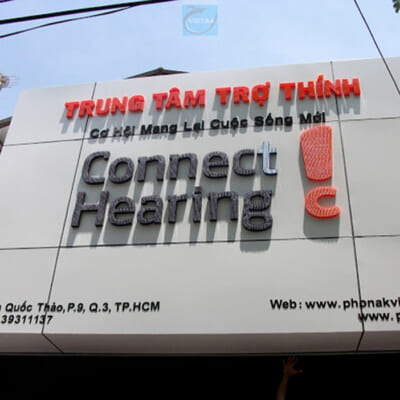 TRUNG TÂM TRỢ THÍNH
Cơ Hội Mang Lại Cuộc Sống Mới
Connect
Hearing
Quốc Thảo, P.9, Q.3, TP.HCM
39311137
Web: www.phonakvi
www.p